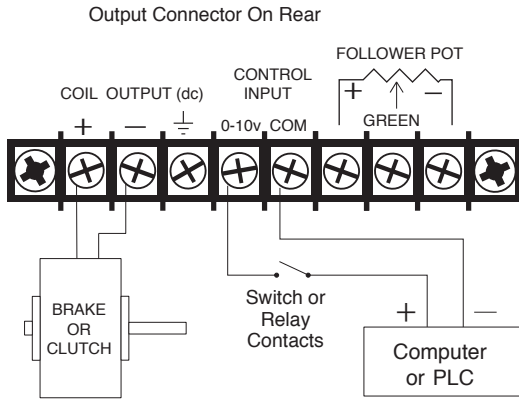 Output Connector On Rear
FOLLOWER POT
+ −
GREEN
CONTROL
INPUT
0-10v COM
COIL OUTPUT (dc)
+ −
BRAKE
OR
CLUTCH
Switch or
Relay
Contacts
+ −
Computer
or PLC